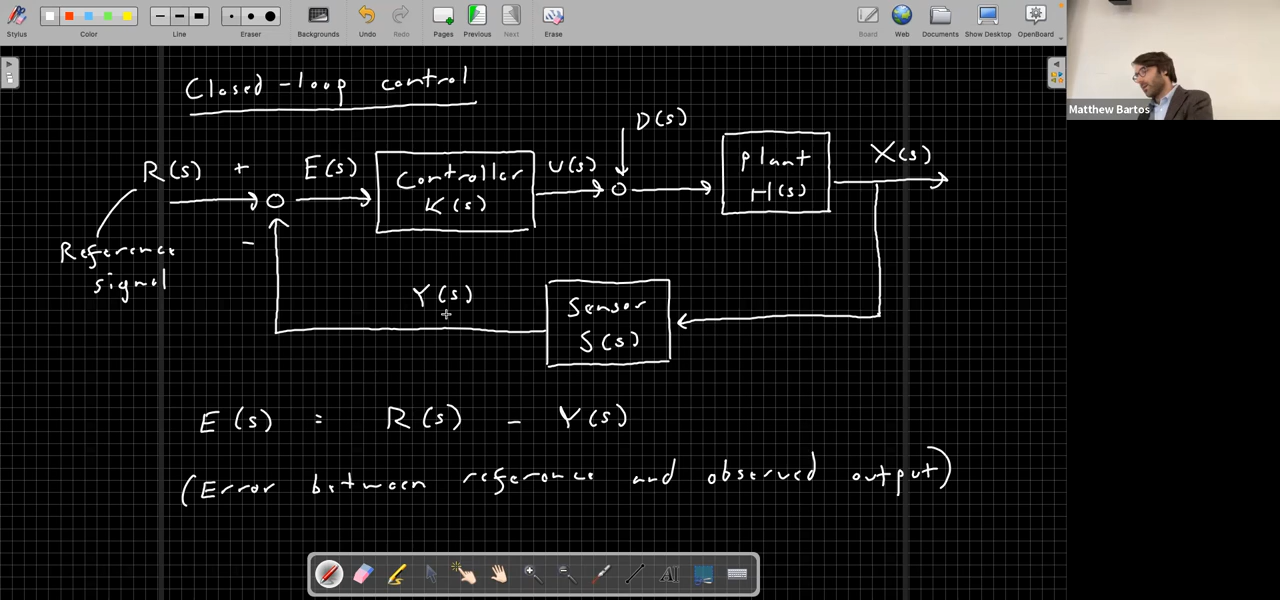 Stylus Color Line Eraser Backgrounds Undo Redo Pages Previous Next Erase Board Web Documents Show Desktop OpenBoard
Matthew Bartos
Closed-loop control
D(s)
R(s) + E(s) Controller K(s) U(s) Plant H(s) X(s)
Reference
signal
-
Y(s)
Sensor
S(s)
E(s) = R(s) - Y(s)
(Error between reference and observed output)